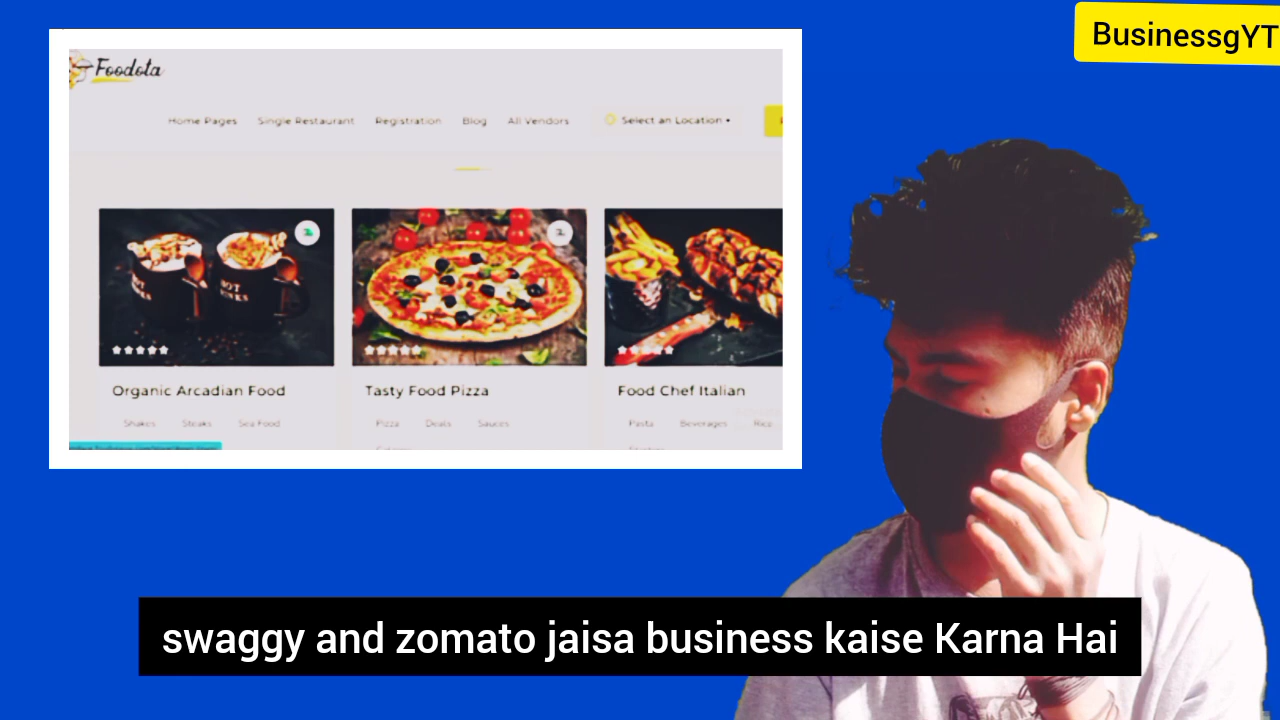 BusinessgYT
Foodota
Home Pages Single Restaurant Registration Blog All Vendors Select an Location
Organic Arcadian Food Tasty Food Pizza Food Chef Italian
Shakes Steaks Sea Food Pizza Deals Sauces Pasta Beverages Rice
swaggy and zomato jaisa business kaise Karna Hai